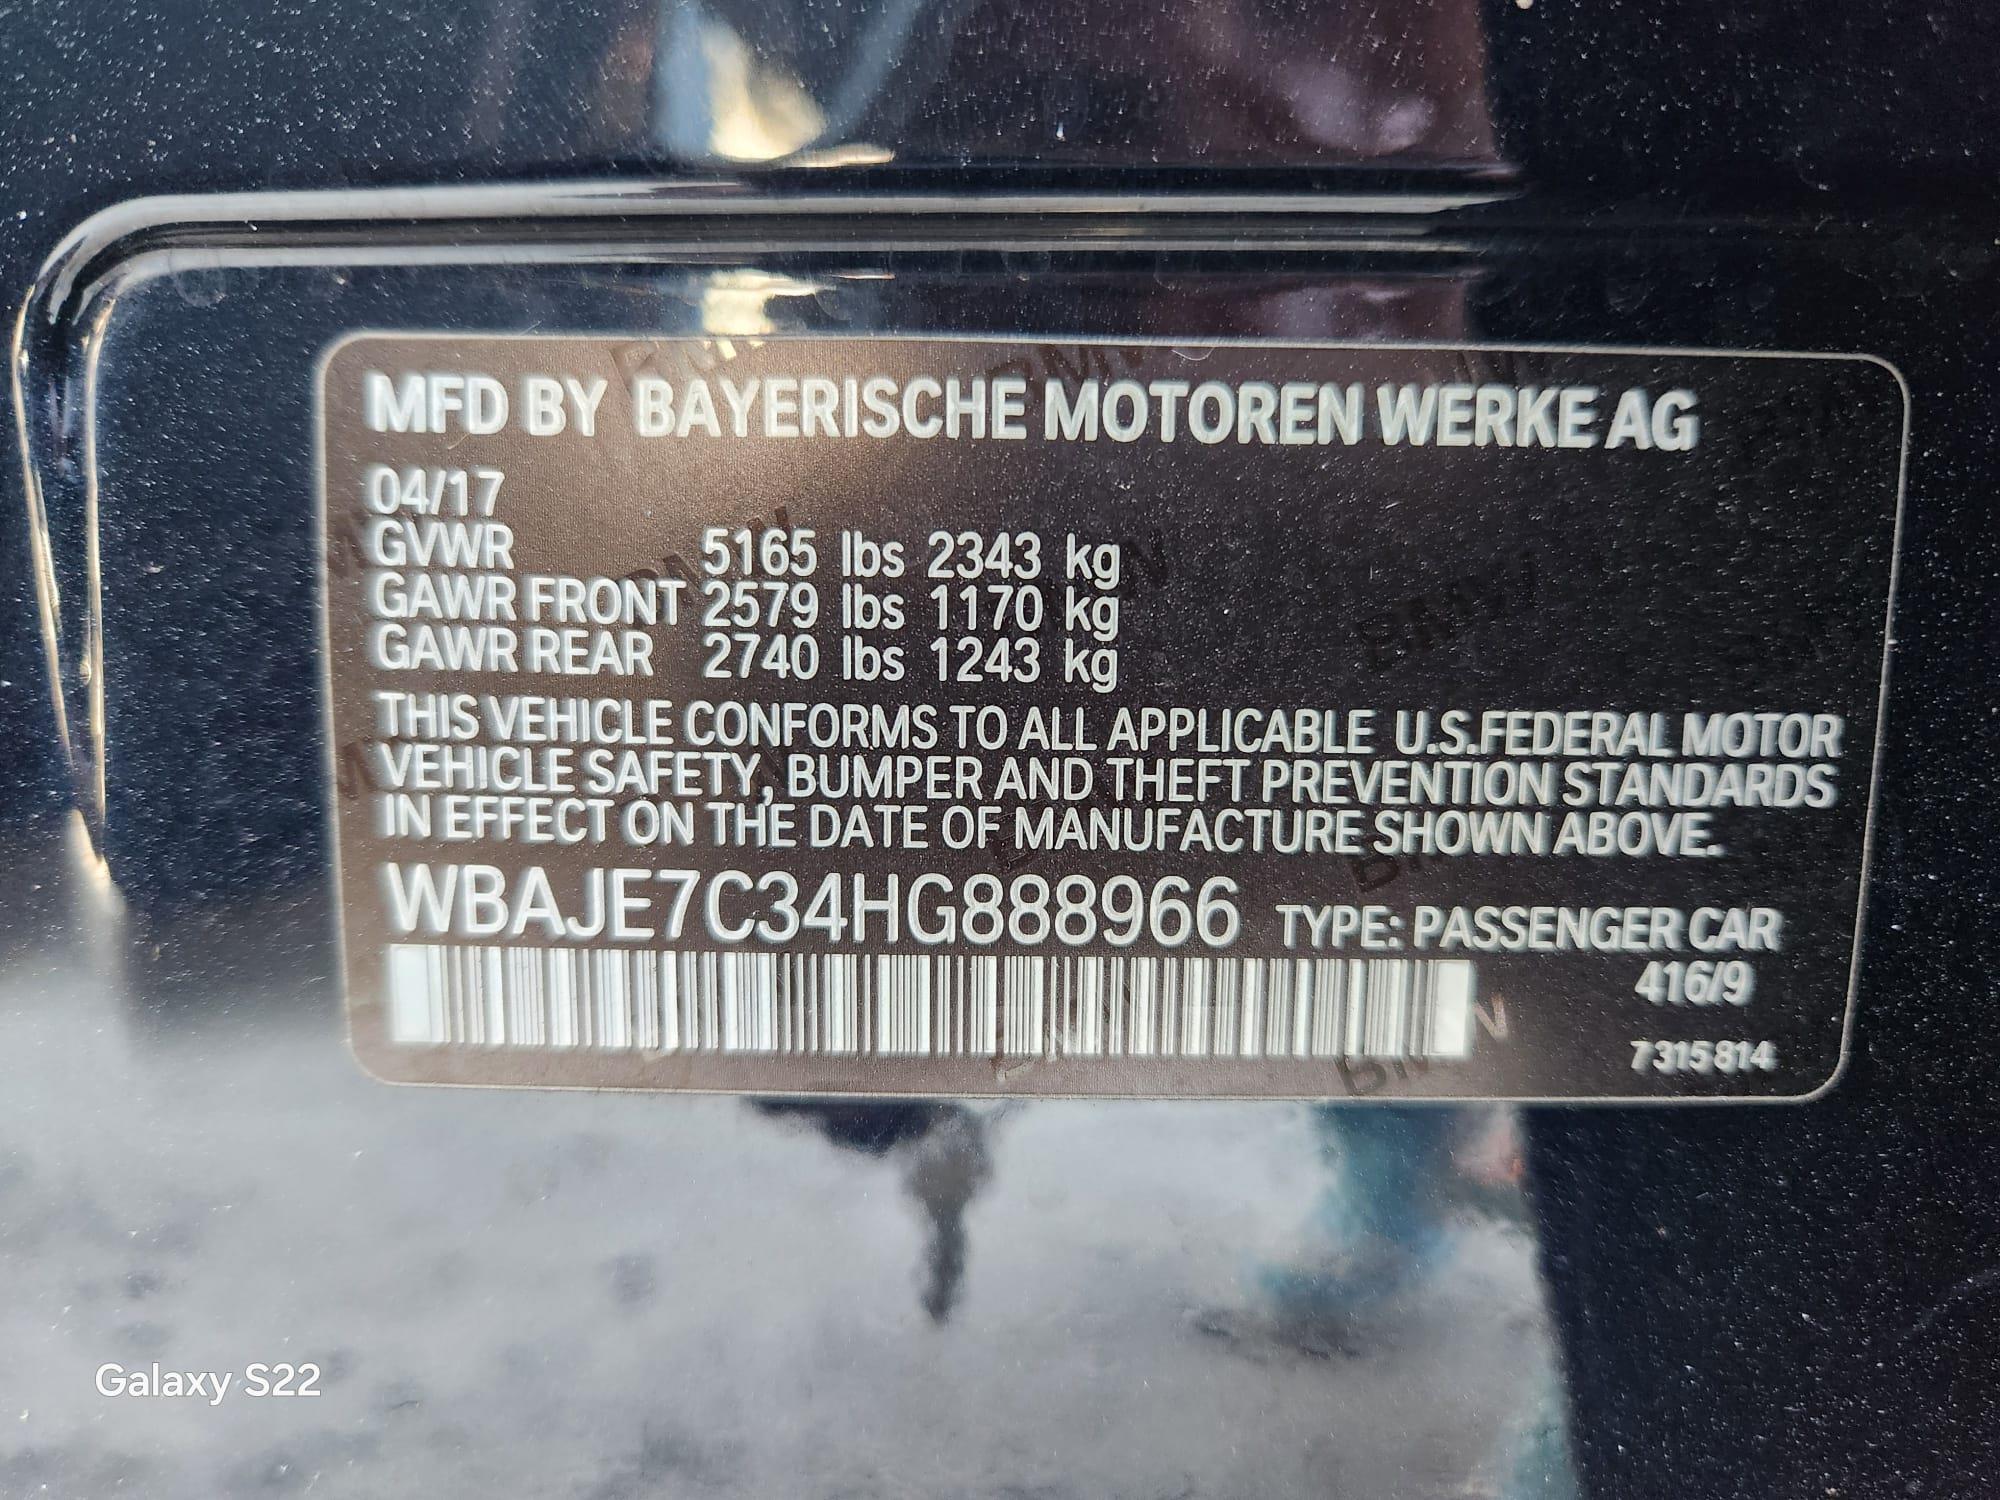 MFD BY BAYERISCHE MOTOREN WERKE AG
04/17
GVWR 5165 lbs 2343 kg
GAWR FRONT 2579 lbs 1170 kg
GAWR REAR 2740 lbs 1243 kg
THIS VEHICLE CONFORMS TO ALL APPLICABLE U.S.FEDERAL MOTOR
VEHICLE SAFETY, BUMPER AND THEFT PREVENTION STANDARDS
IN EFFECT ON THE DATE OF MANUFACTURE SHOWN ABOVE.
WBAJE7C34HG888966 TYPE: PASSENGER CAR
416/9
7 315 814
Galaxy S22